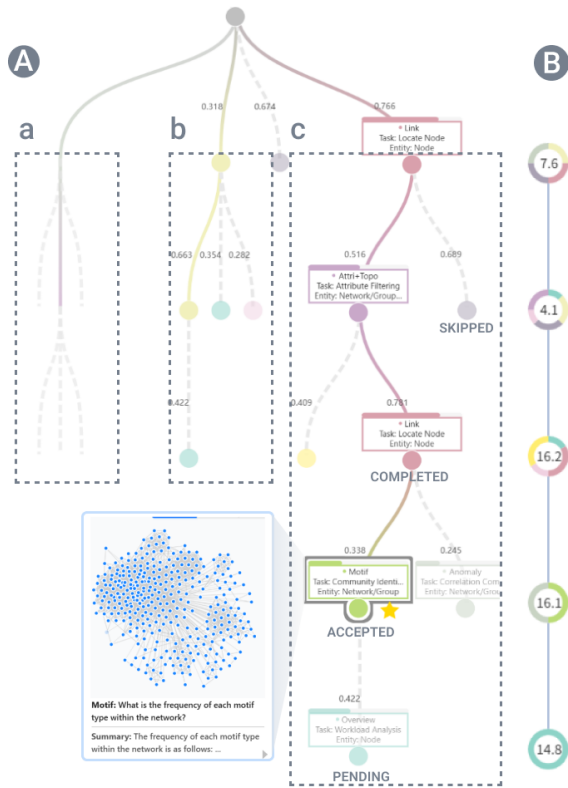 A
B
a
b
c
0.318
0.674
0.766
Link
Task: Locate Node
Entity: Node
7.6
0.663
0.354
0.282
0.516
0.689
Attri+Topo
Task: Attribute Filtering
Entity: Network/Group...
SKIPPED
4.1
0.422
0.409
0.781
Link
Task: Locate Node
Entity: Node
COMPLETED
16.2
0.338
0.245
Motif
Task: Community Identi...
Entity: Network/Group
Anomaly
Task: Correlation Com
Entity: Network/Grou
ACCEPTED
16.1
0.422
Overview
Task: Workload Analysis
Entity: Node
PENDING
14.8
Motif: What is the frequency of each motif
type within the network?
Summary: The frequency of each motif type
within the network is as follows: ...